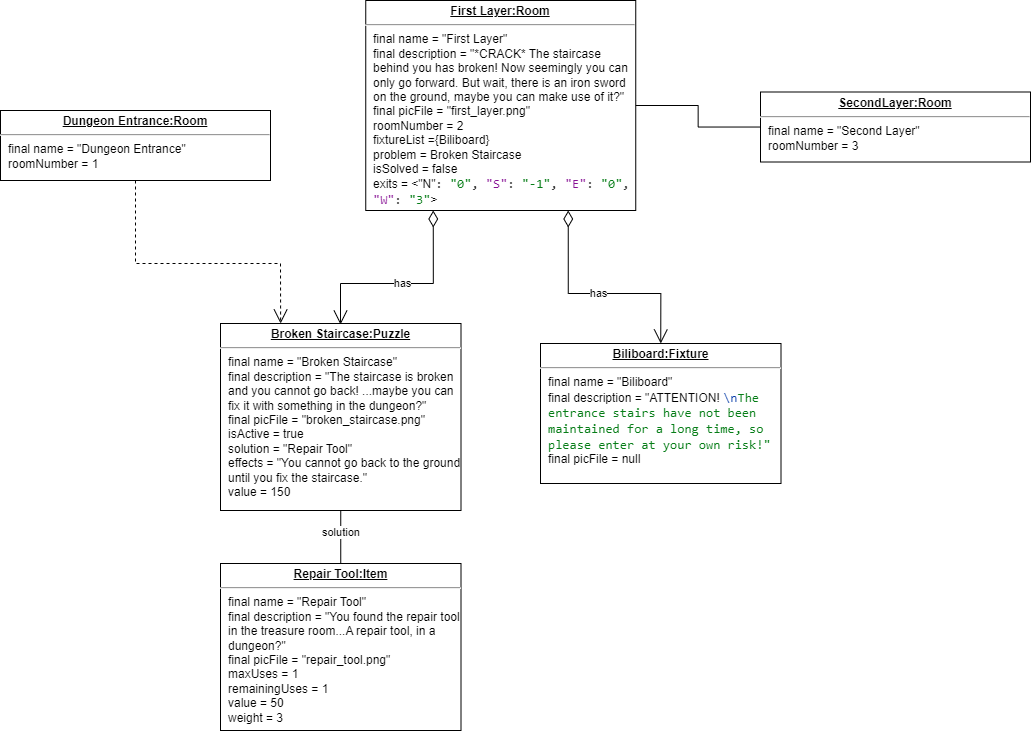 First Layer:Room
final name = "First Layer"
final description = "*CRACK* The staircase
behind you has broken! Now seemingly you can
only go forward. But wait, there is an iron sword
on the ground, maybe you can make use of it?"
final picFile = "first_layer.png"
roomNumber = 2
fixtureList ={Biliboard}
problem = Broken Staircase
isSolved = false
exits = <"N": "0", "S": "-1", "E": "0",
"W": "3">
SecondLayer:Room
final name = "Second Layer"
roomNumber = 3
Dungeon Entrance:Room
final name = "Dungeon Entrance"
roomNumber = 1
has
has
Broken Staircase:Puzzle
final name = "Broken Staircase"
final description = "The staircase is broken
and you cannot go back! ...maybe you can
fix it with something in the dungeon?"
final picFile = "broken_staircase.png"
isActive = true
solution = "Repair Tool"
effects = "You cannot go back to the ground
until you fix the staircase."
value = 150
Biliboard:Fixture
final name = "Biliboard"
final description = "ATTENTION! \nThe
entrance stairs have not been
maintained for a long time, so
please enter at your own risk!"
final picFile = null
solution
Repair Tool:Item
final name = "Repair Tool"
final description = "You found the repair tool
in the treasure room...A repair tool, in a
dungeon?"
final picFile = "repair_tool.png"
maxUses = 1
remainingUses = 1
value = 50
weight = 3